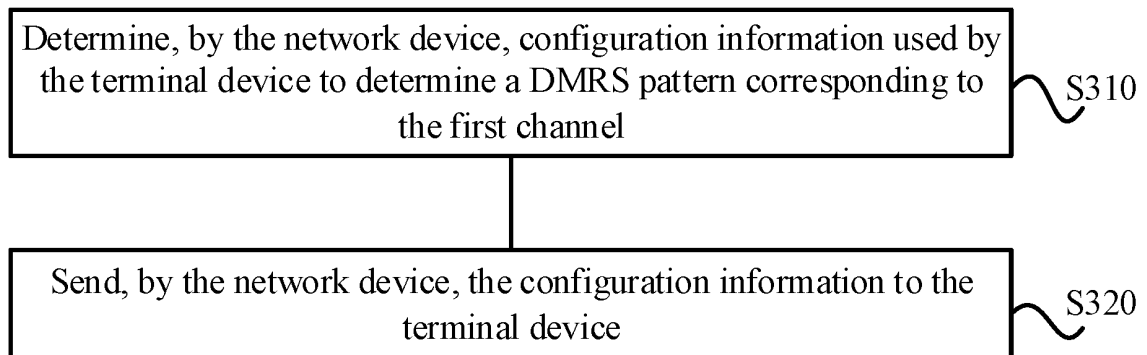 Determine, by the network device, configuration information used by
the terminal device to determine a DMRS pattern corresponding to
the first channel
S310
Send, by the network device, the configuration information to the
terminal device
S320